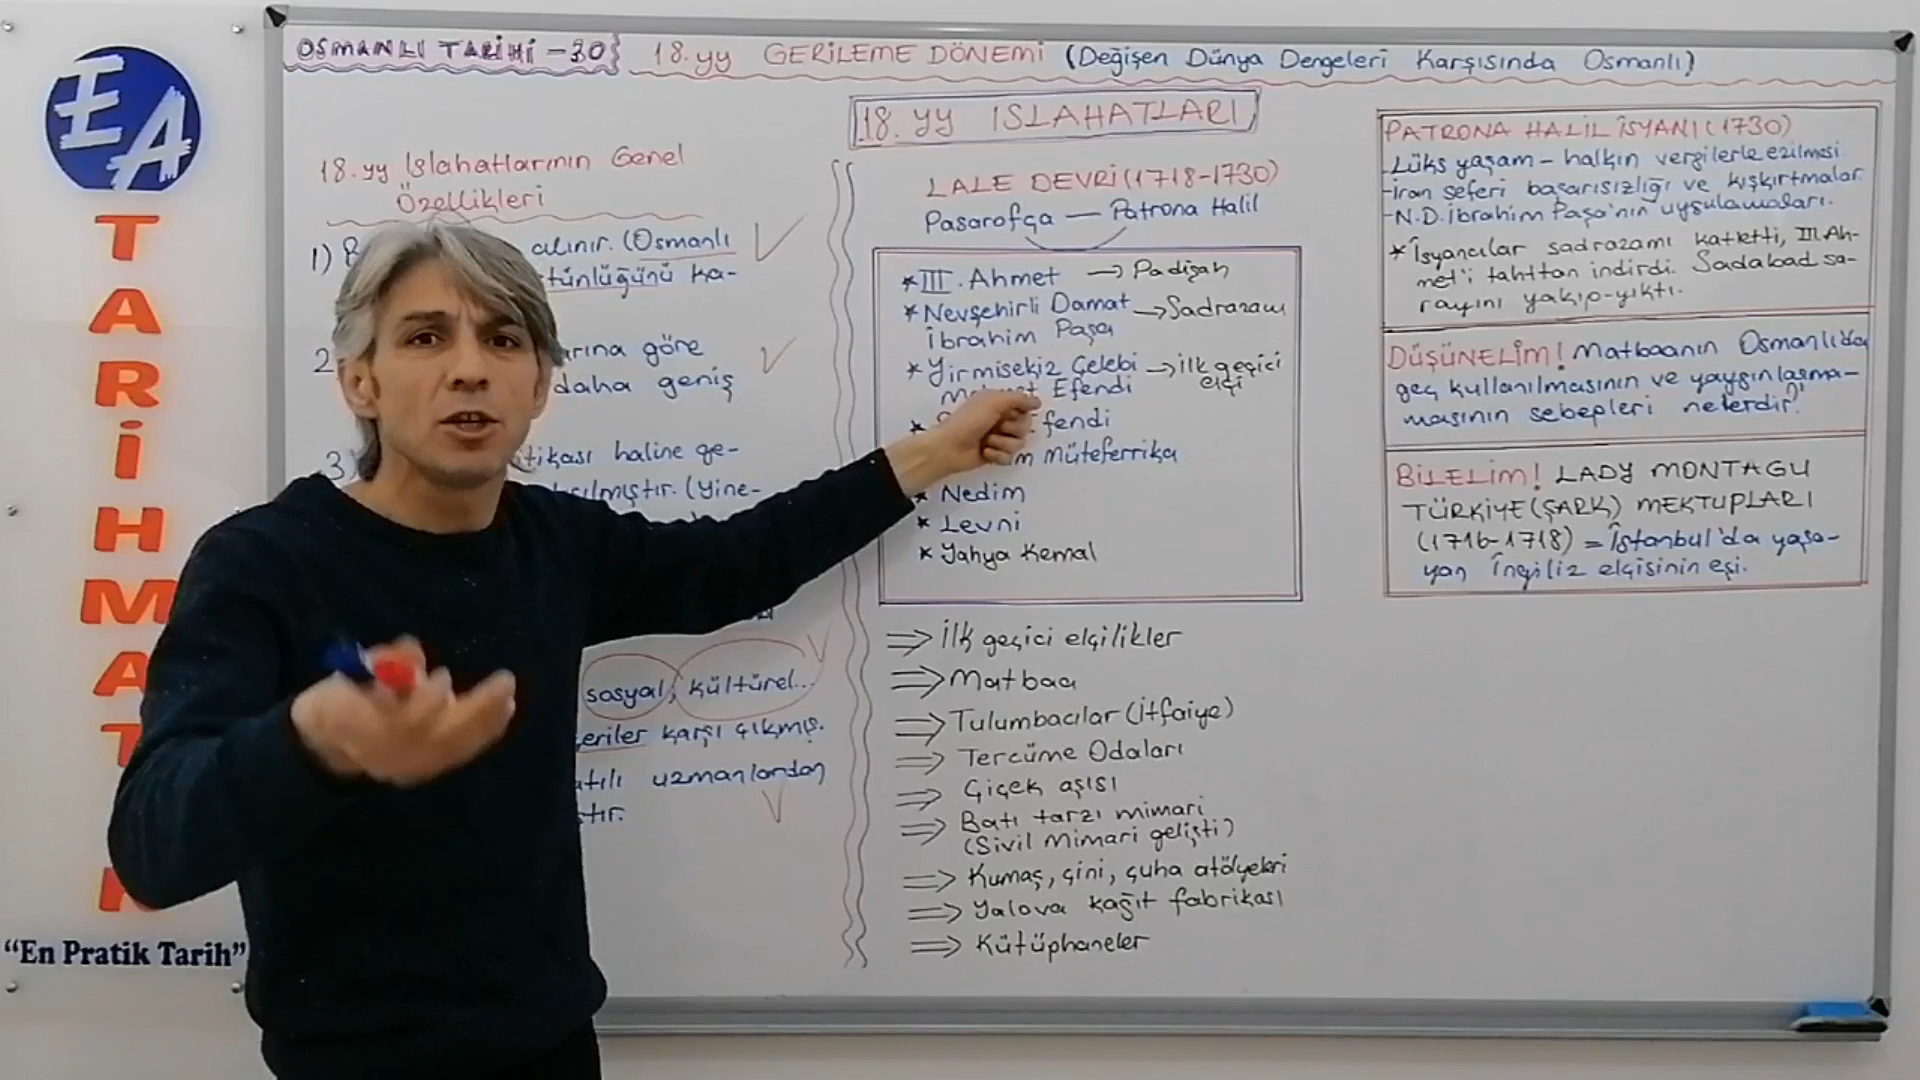 OSMANLI TARİHİ - 30
18.yy GERİLEME DÖNEMİ (Değişen Dünya Dengeleri Karşısında Osmanlı)
EA
TARİHMAT
"En Pratik Tarih"
18.yy ISLAHATLARI
18.yy Islahatlarının Genel
Özellikleri
1)
alınır. (Osmanlı
tünlüğünü ka-
2
arına göre
daha geniş
3)
itikası haline ge-
(yine-
sosyal, kültürel...
eriler karşı çıkmış.
atılı uzmanlardan
ştır.
LALE DEVRİ (1718-1730)
Pasarofça — Patrona Halil
* III. Ahmet → Padişah
* Nevşehirli Damat → Sadrazam
İbrahim Paşa
* Yirmisekiz Çelebi → ilk geçici
Efendi elçi
* fendi
m Müteferrika
* Nedim
* Levni
* Yahya Kemal
⇒ İlk geçici elçilikler
⇒ Matbaa
⇒ Tulumbacılar (İtfaiye)
⇒ Tercüme Odaları
⇒ Çiçek aşısı
⇒ Batı tarzı mimari
(Sivil Mimari gelişti)
⇒ Kumaş, çini, çuha atölyeleri
⇒ Yalova kağıt fabrikası
⇒ Kütüphaneler
PATRONA HALİL İSYANI (1730)
- Lüks yaşam - halkın vergilerle ezilmesi
- İran seferi başarısızlığı ve kışkırtmalar
- N.D. İbrahim Paşa'nın uygulamaları.
* İsyancılar sadrazamı katletti, III. Ah-
met'i tahttan indirdi. Sadabad sa-
rayını yakıp-yıktı.
DÜŞÜNELİM! Matbaanın Osmanlı'da
geç kullanılmasının ve yaygınlaşma-
masının sebepleri nelerdir?
BİLELİM! LADY MONTAGU
TÜRKİYE (ŞARK) MEKTUPLARI
(1716-1718) = İstanbul'da yaşa-
yan İngiliz elçisinin eşi.